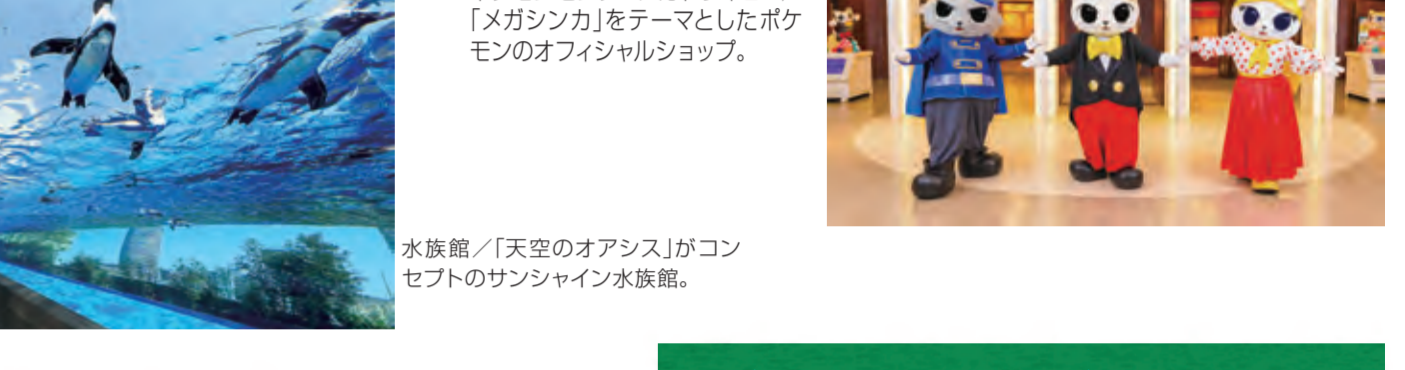 「メガシンカ」をテーマとしたポケ
モンのオフィシャルショップ。
水族館／「天空のオアシス」がコン
セプトのサンシャイン水族館。